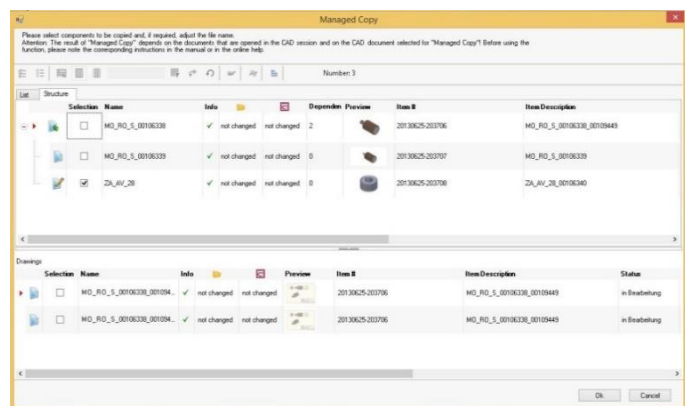 Managed Copy
Please select components to be copied and, if required, adjust the file name.
Attention: The result of "Managed Copy" depends on the documents that are opened in the CAD session and on the CAD document selected for "Managed Copy"! Before using the
function, please note the corresponding instructions in the manual or in the online help.
Number: 3
List Structure
Selection Name Info Dependen Preview Item # Item Description
MO_RO_S_00106338 not changed not changed 2 20130625-203706 MO_RO_S_00106338_00109449
MO_RO_S_00106339 not changed not changed 0 20130625-203707 MO_RO_S_00106339
ZA_AV_28 not changed not changed 0 20130625-203708 ZA_AV_28_00106340
Drawings
Selection Name Info Preview Item # Item Description Status
MO_RO_S_00106338_001094... not changed not changed 20130625-203706 MO_RO_S_00106338_00109449 in Bearbeitung
MO_RO_S_00106338_001094... not changed not changed 20130625-203706 MO_RO_S_00106338_00109449 in Bearbeitung
Ok Cancel